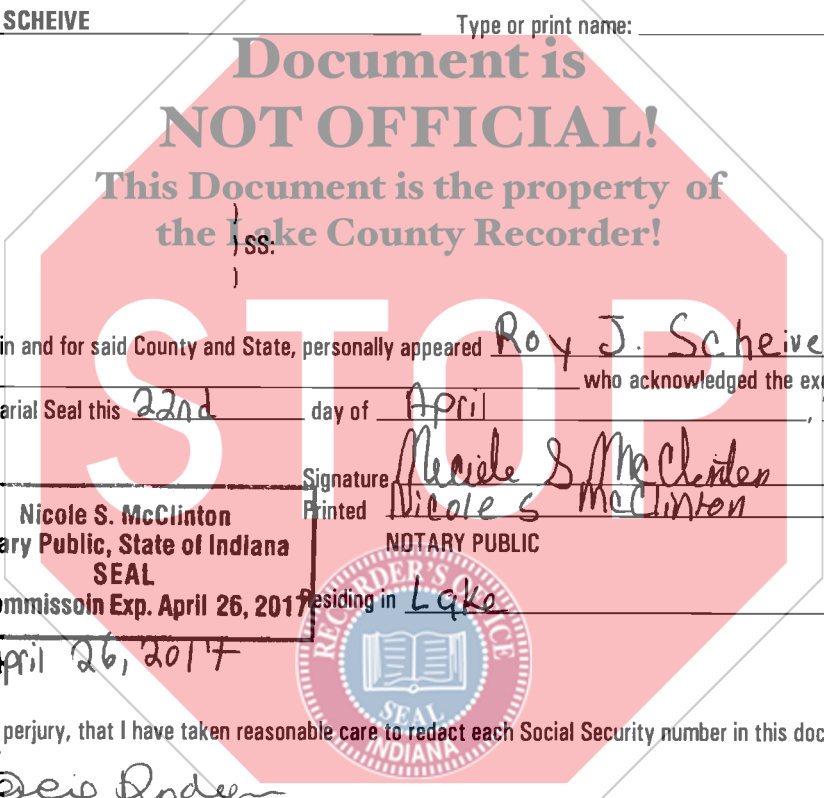 SCHEIVE Type or print name:
Document is
NOT OFFICIAL!
This Document is the property of
the Lake County Recorder!
) SS:
STOP
in and for said County and State, personally appeared Roy J. Scheive
who acknowledged the exe
arial Seal this 22nd day of April ,
Signature Nicole S McClinton
Printed Nicole S McClinton
NOTARY PUBLIC
Nicole S. McClinton
ary Public, State of Indiana
SEAL
ommissoin Exp. April 26, 2017
Residing in Lake
pril 26, 2017
RECORDER'S OFFICE
SEAL
INDIANA
perjury, that I have taken reasonable care to redact each Social Security number in this doc